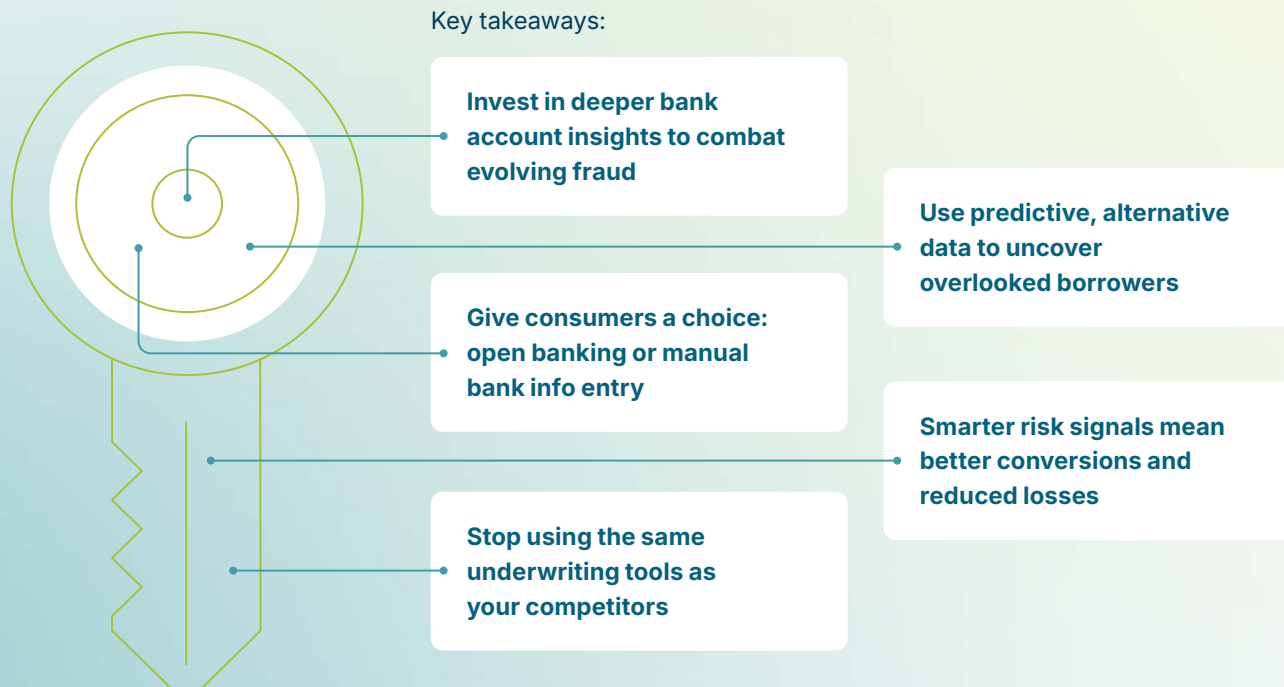 Key takeaways:
Invest in deeper bank
account insights to combat
evolving fraud
Use predictive, alternative
data to uncover
overlooked borrowers
Give consumers a choice:
open banking or manual
bank info entry
Smarter risk signals mean
better conversions and
reduced losses
Stop using the same
underwriting tools as
your competitors